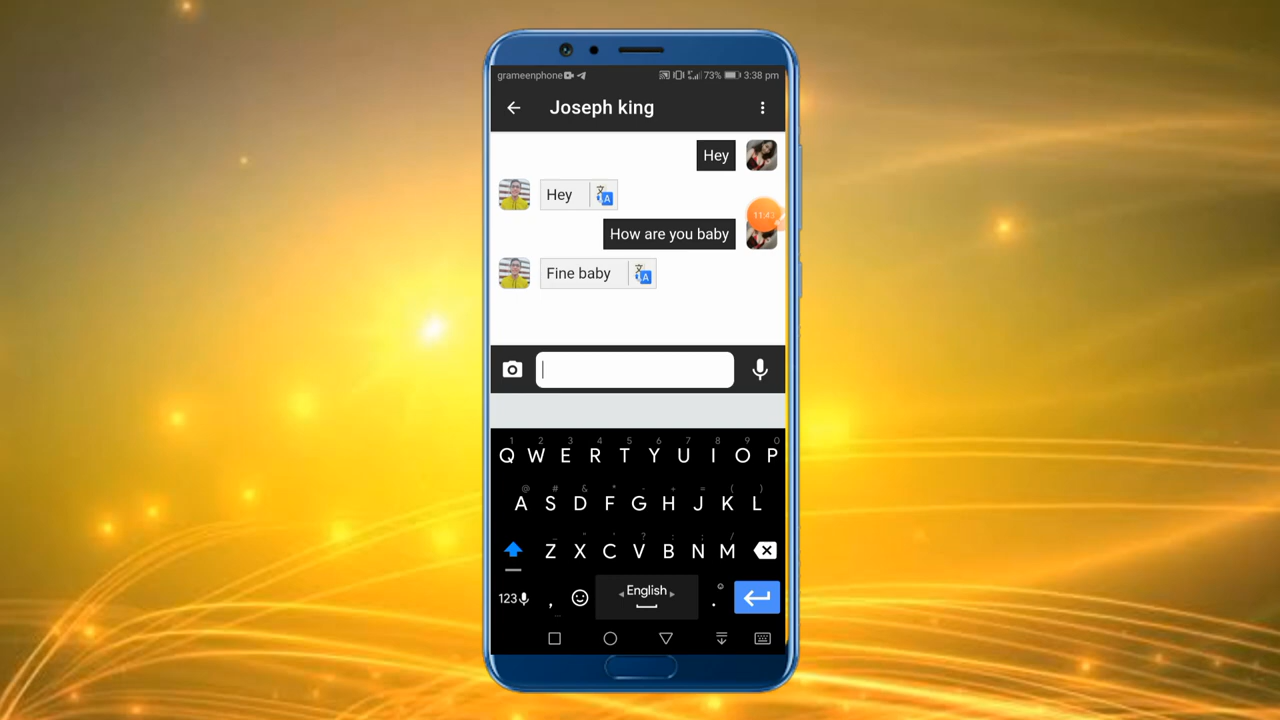 grameenphone 73% 3:38 pm
Joseph king
Hey
Hey
How are you baby
Fine baby
1 2 3 4 5 6 7 8 9 0
Q W E R T Y U I O P
@ # & * - + = ( )
A S D F G H J K L
Z X C V B N M
123 , English .